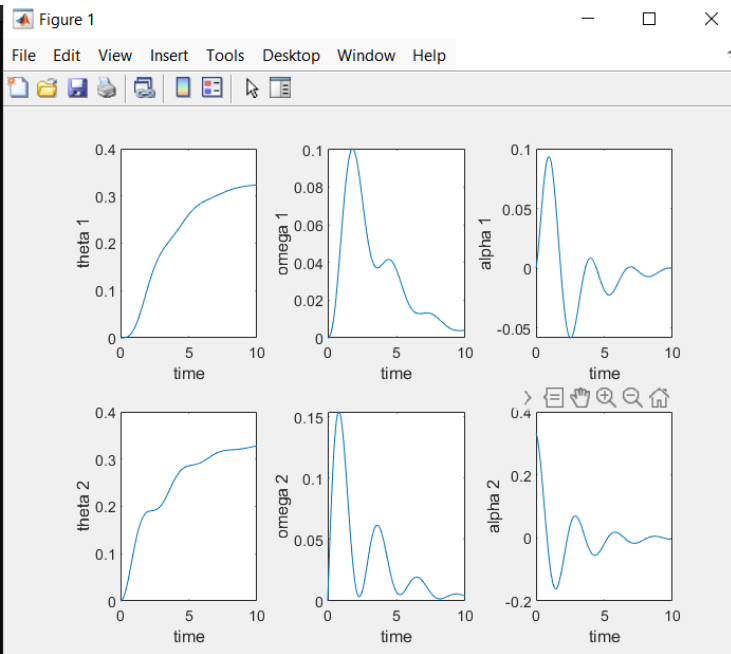 Figure 1
File Edit View Insert Tools Desktop Window Help
0.4 0.3 0.2 0.1 0
theta 1
0 5 10
time
0.1 0.08 0.06 0.04 0.02 0
omega 1
0 5 10
time
0.1 0.05 0 -0.05
alpha 1
0 5 10
time
0.4 0.3 0.2 0.1 0
theta 2
0 5 10
time
0.15 0.1 0.05 0
omega 2
0 5 10
time
0.4 0.2 0 -0.2
alpha 2
0 5 10
time